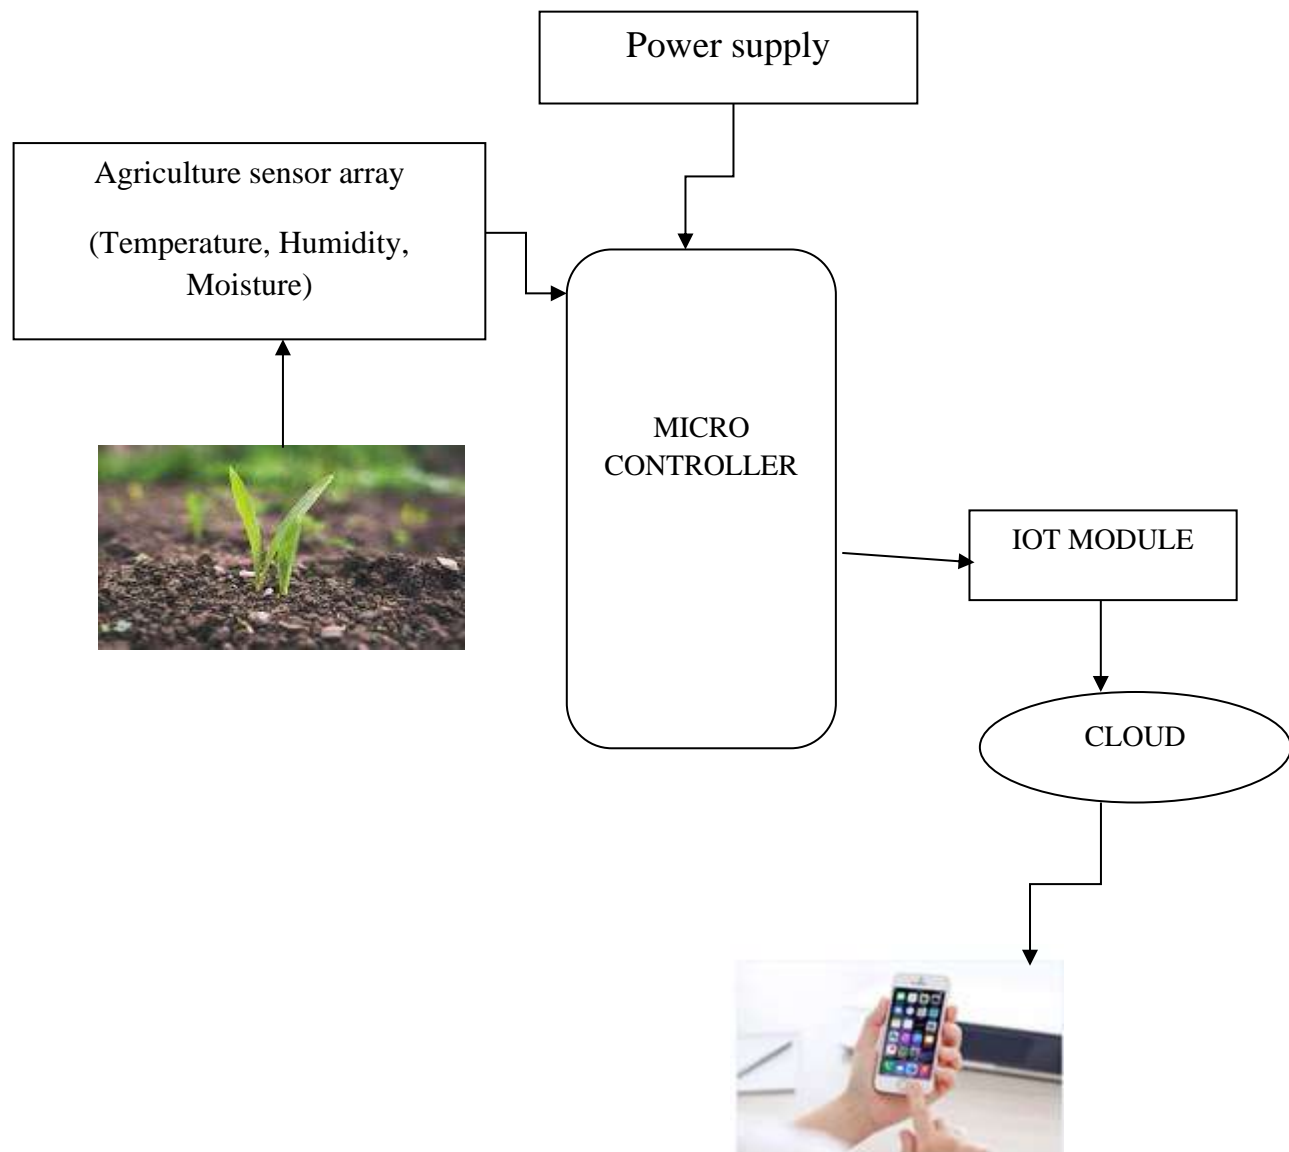 Power supply
Agriculture sensor array
(Temperature, Humidity,
Moisture)
MICRO
CONTROLLER
IOT MODULE
CLOUD